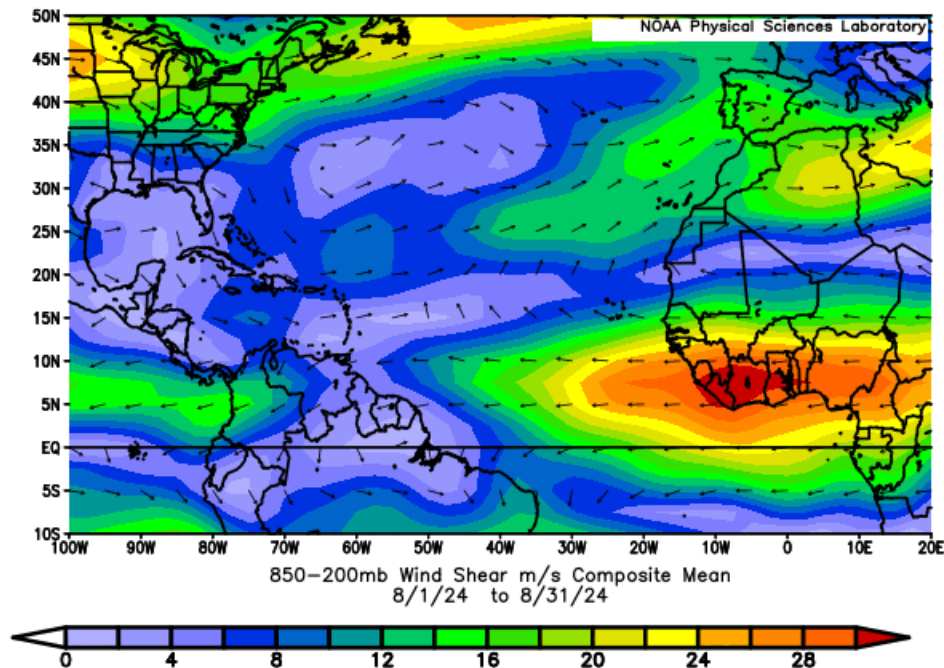 NOAA Physical Sciences Laboratory
50N
45N
40N
35N
30N
25N
20N
15N
10N
5N
EQ
5S
10S
100W 90W 80W 70W 60W 50W 40W 30W 20W 10W 0 10E 20E
850-200mb Wind Shear m/s Composite Mean
8/1/24 to 8/31/24
0 4 8 12 16 20 24 28